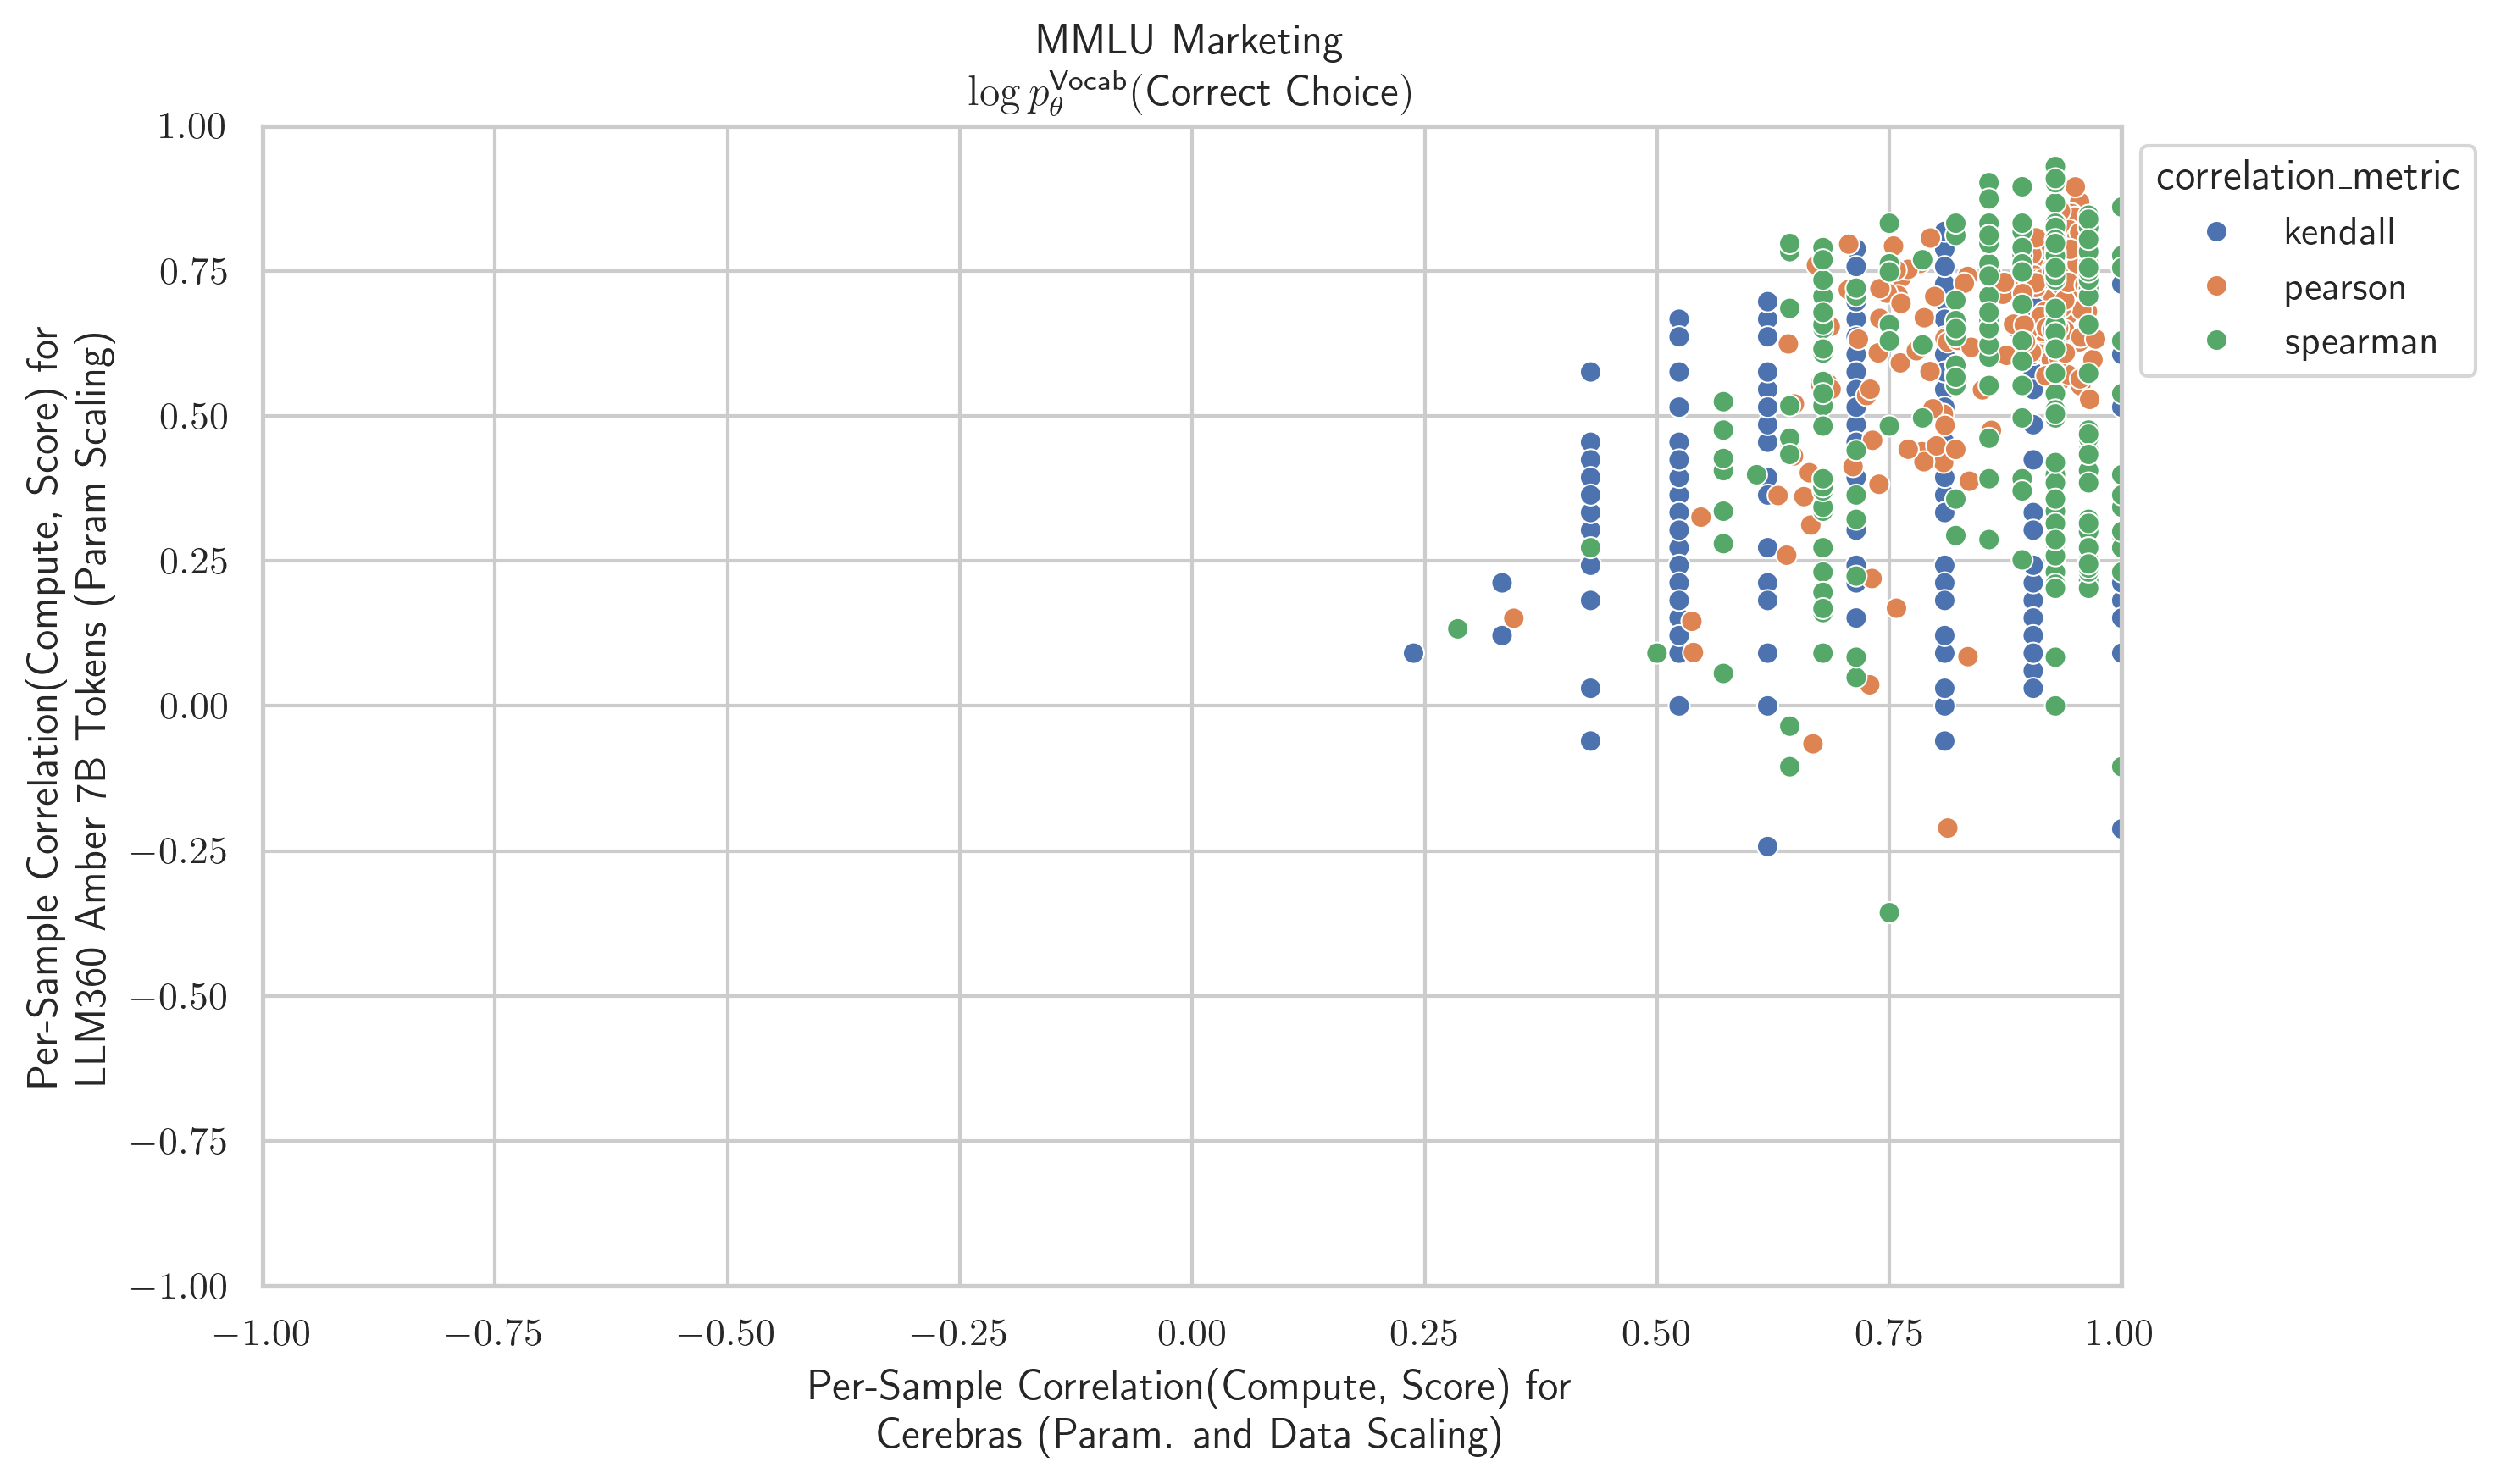 MMLU Marketing
log p_θ^Vocab(Correct Choice)
Per-Sample Correlation(Compute, Score) for
LLM360 Amber 7B Tokens (Param Scaling)
1.00
0.75
0.50
0.25
0.00
−0.25
−0.50
−0.75
−1.00
−1.00 −0.75 −0.50 −0.25 0.00 0.25 0.50 0.75 1.00
Per-Sample Correlation(Compute, Score) for
Cerebras (Param. and Data Scaling)
correlation_metric
kendall
pearson
spearman